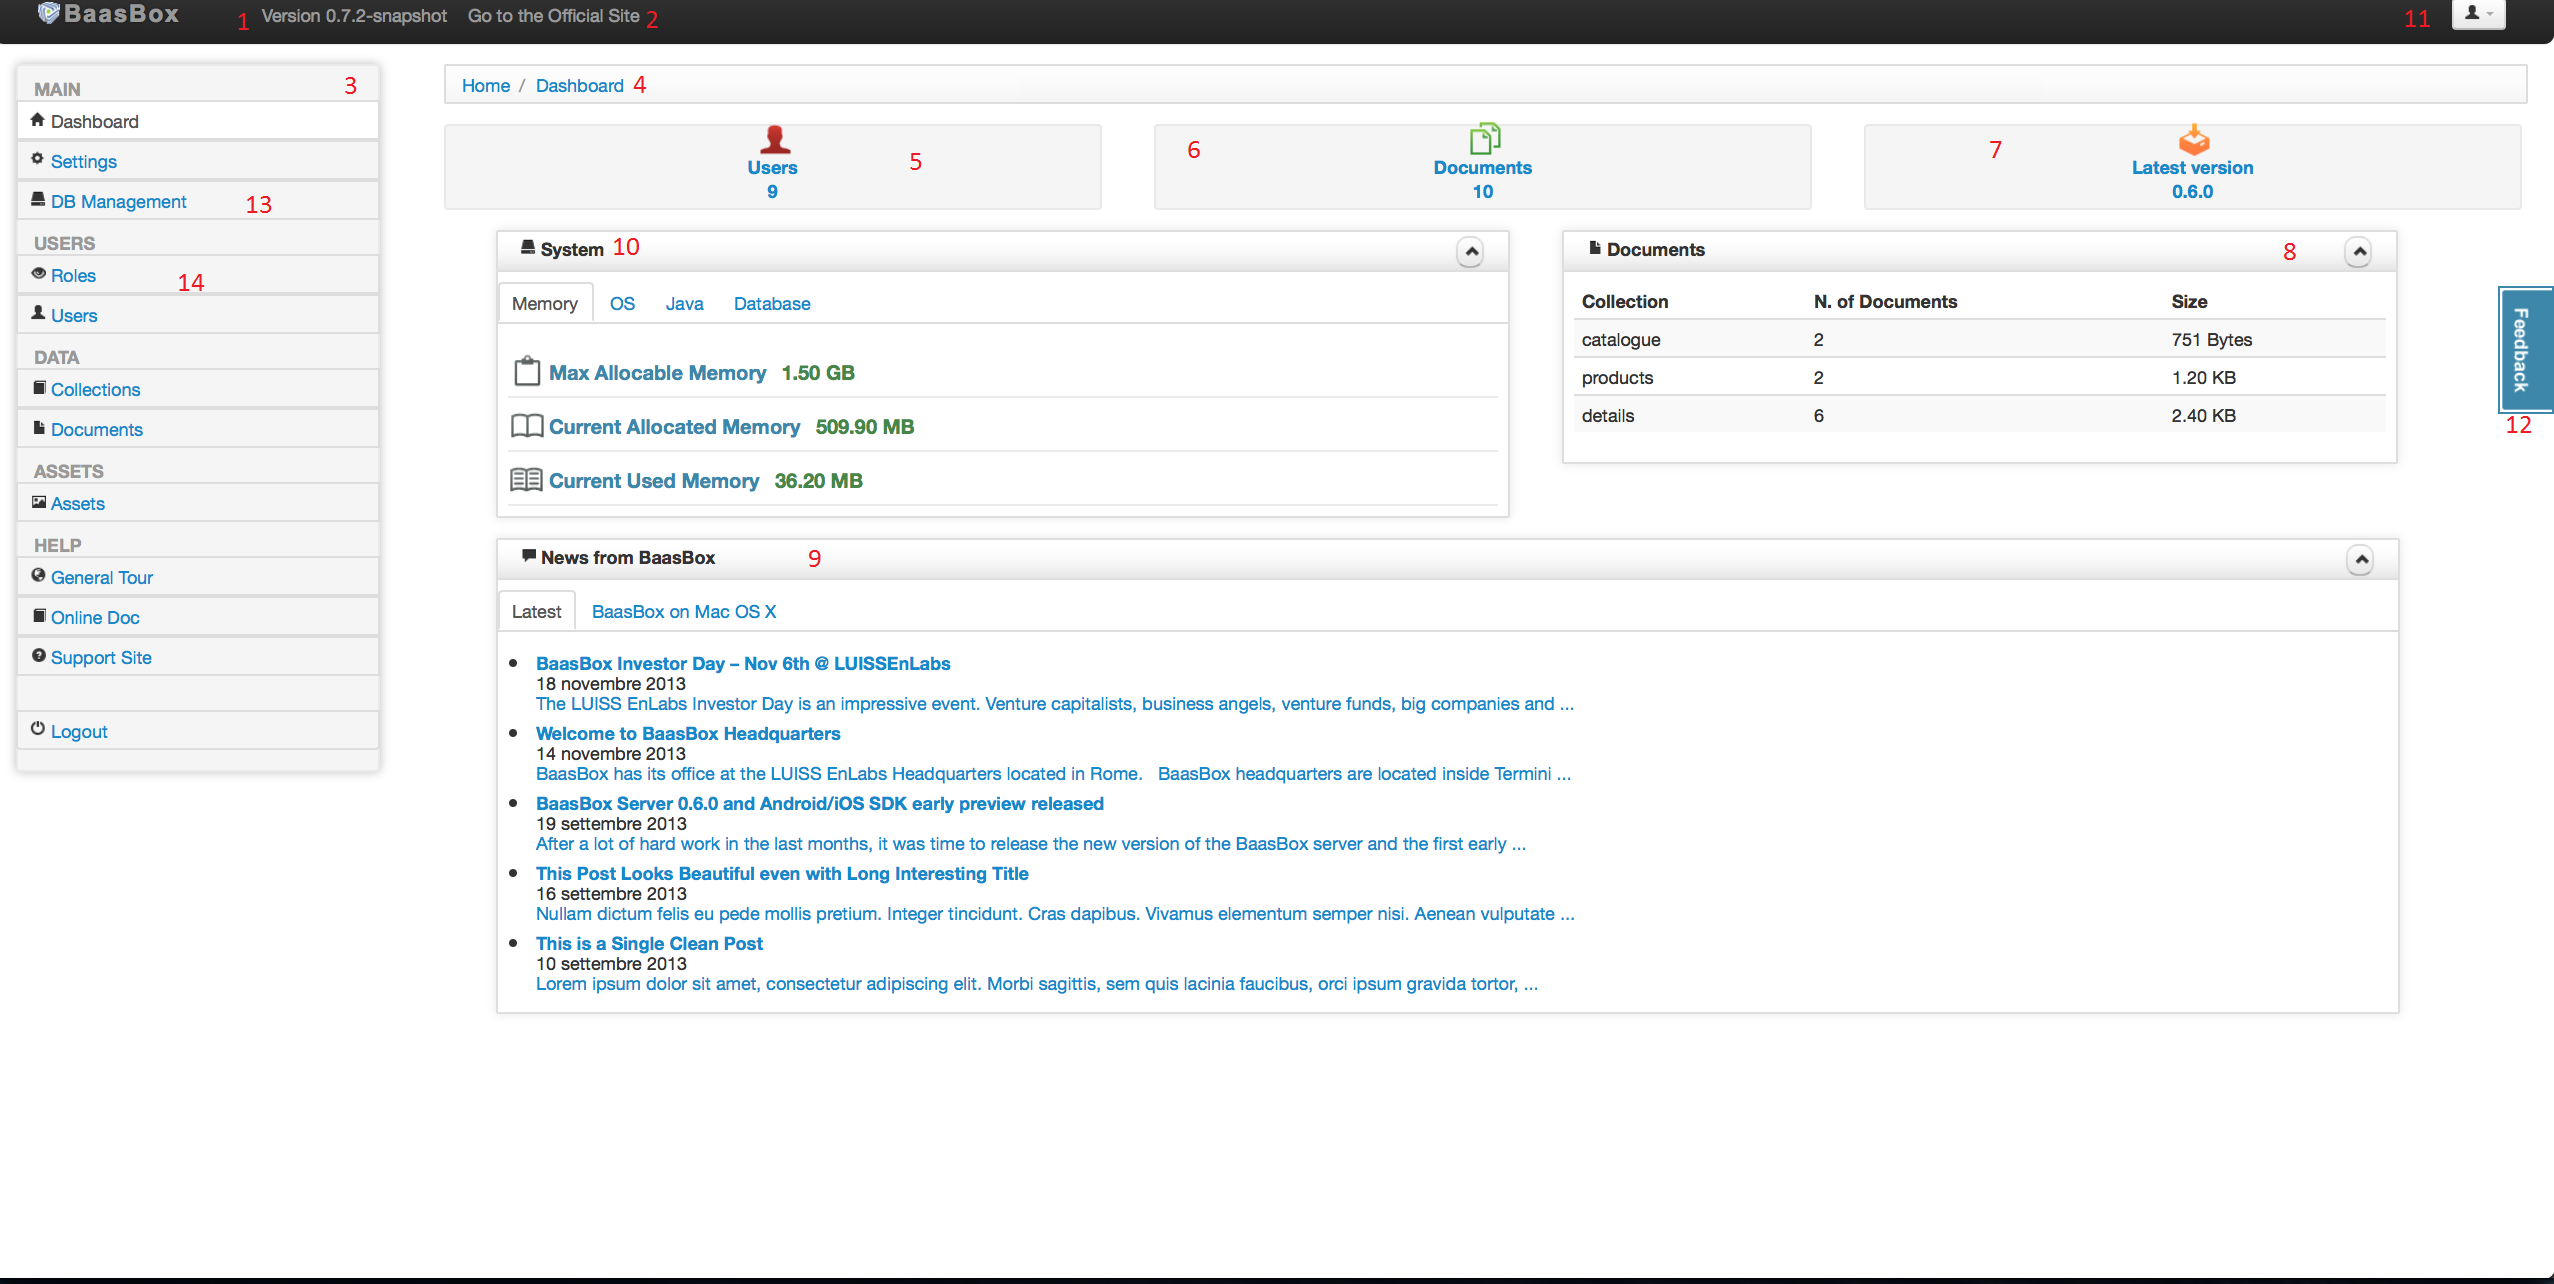 BaasBox 1 Version 0.7.2-snapshot Go to the Official Site 2 11
MAIN 3
Dashboard
Settings
DB Management 13
USERS
Roles 14
Users
DATA
Collections
Documents
ASSETS
Assets
HELP
General Tour
Online Doc
Support Site
Logout
Home / Dashboard 4
Users 5
9
6 Documents
10
7 Latest version
0.6.0
System 10
Memory OS Java Database
Max Allocable Memory 1.50 GB
Current Allocated Memory 509.90 MB
Current Used Memory 36.20 MB
Documents 8
Collection N. of Documents Size
catalogue 2 751 Bytes
products 2 1.20 KB
details 6 2.40 KB
Feedback
12
News from BaasBox 9
Latest BaasBox on Mac OS X
BaasBox Investor Day – Nov 6th @ LUISSEnLabs
18 novembre 2013
The LUISS EnLabs Investor Day is an impressive event. Venture capitalists, business angels, venture funds, big companies and ...
Welcome to BaasBox Headquarters
14 novembre 2013
BaasBox has its office at the LUISS EnLabs Headquarters located in Rome. BaasBox headquarters are located inside Termini ...
BaasBox Server 0.6.0 and Android/iOS SDK early preview released
19 settembre 2013
After a lot of hard work in the last months, it was time to release the new version of the BaasBox server and the first early ...
This Post Looks Beautiful even with Long Interesting Title
16 settembre 2013
Nullam dictum felis eu pede mollis pretium. Integer tincidunt. Cras dapibus. Vivamus elementum semper nisi. Aenean vulputate ...
This is a Single Clean Post
10 settembre 2013
Lorem ipsum dolor sit amet, consectetur adipiscing elit. Morbi sagittis, sem quis lacinia faucibus, orci ipsum gravida tortor, ...